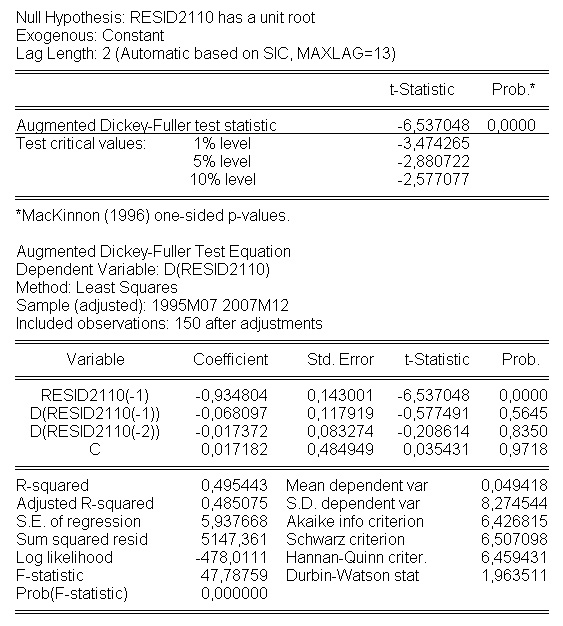 Null Hypothesis: RESID2110 has a unit root
Exogenous: Constant
Lag Length: 2 (Automatic based on SIC, MAXLAG=13)
t-Statistic Prob.*
Augmented Dickey-Fuller test statistic -6,537048 0,0000
Test critical values: 1% level -3,474265
5% level -2,880722
10% level -2,577077
*MacKinnon (1996) one-sided p-values.
Augmented Dickey-Fuller Test Equation
Dependent Variable: D(RESID2110)
Method: Least Squares
Sample (adjusted): 1995M07 2007M12
Included observations: 150 after adjustments
Variable Coefficient Std. Error t-Statistic Prob.
RESID2110(-1) -0,934804 0,143001 -6,537048 0,0000
D(RESID2110(-1)) -0,068097 0,117919 -0,577491 0,5645
D(RESID2110(-2)) -0,017372 0,083274 -0,208614 0,8350
C 0,017182 0,484949 0,035431 0,9718
R-squared 0,495443 Mean dependent var 0,049418
Adjusted R-squared 0,485075 S.D. dependent var 8,274544
S.E. of regression 5,937668 Akaike info criterion 6,426815
Sum squared resid 5147,361 Schwarz criterion 6,507098
Log likelihood -478,0111 Hannan-Quinn criter. 6,459431
F-statistic 47,78759 Durbin-Watson stat 1,963511
Prob(F-statistic) 0,000000